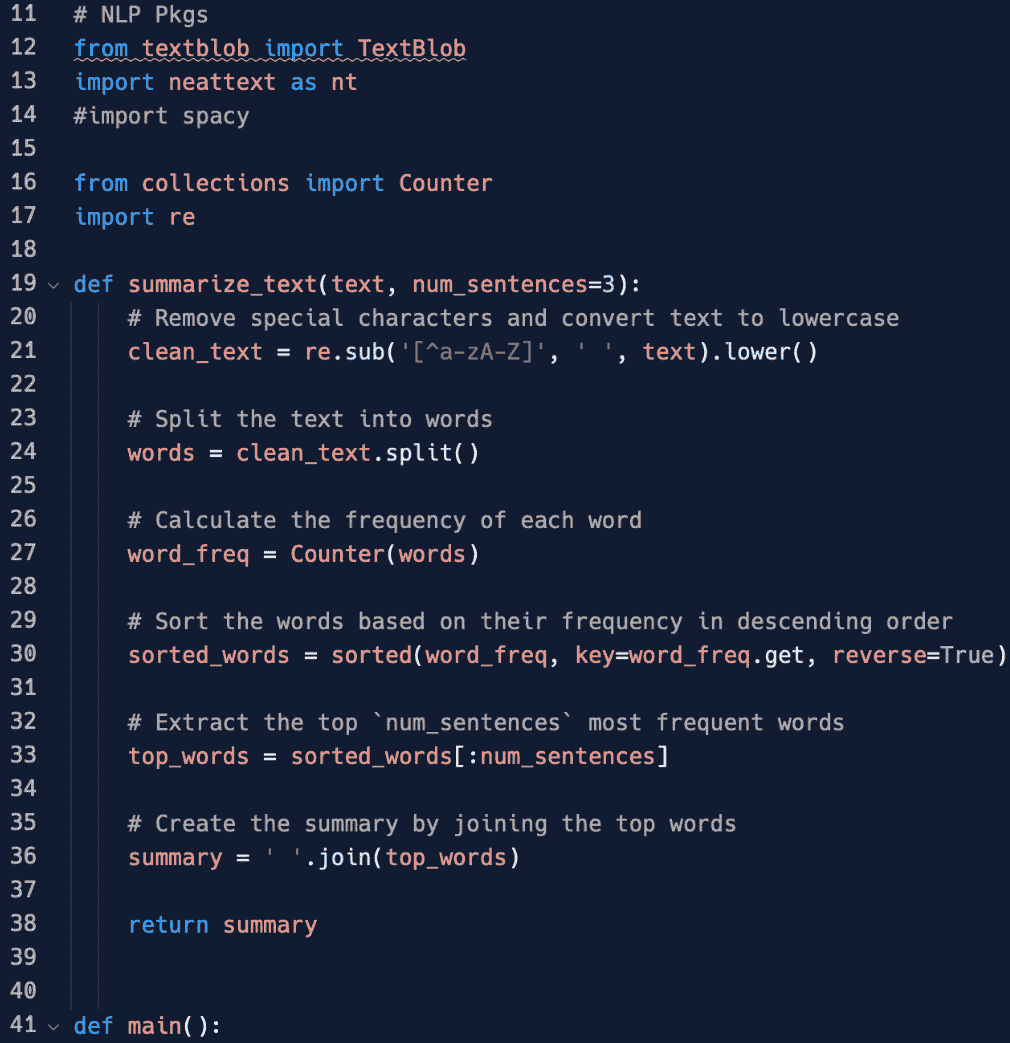 11 # NLP Pkgs
12 from textblob import TextBlob
13 import neattext as nt
14 #import spacy
15
16 from collections import Counter
17 import re
18
19 def summarize_text(text, num_sentences=3):
20     # Remove special characters and convert text to lowercase
21     clean_text = re.sub('[^a-zA-Z]', ' ', text).lower()
22
23     # Split the text into words
24     words = clean_text.split()
25
26     # Calculate the frequency of each word
27     word_freq = Counter(words)
28
29     # Sort the words based on their frequency in descending order
30     sorted_words = sorted(word_freq, key=word_freq.get, reverse=True)
31
32     # Extract the top `num_sentences` most frequent words
33     top_words = sorted_words[:num_sentences]
34
35     # Create the summary by joining the top words
36     summary = ' '.join(top_words)
37
38     return summary
39
40
41 def main():